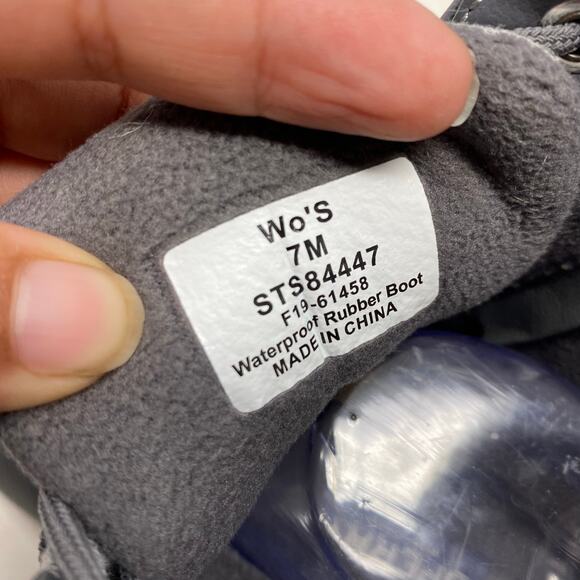 Wo'S
7M
STS84447
F19-61458
Waterproof Rubber Boot
MADE IN CHINA